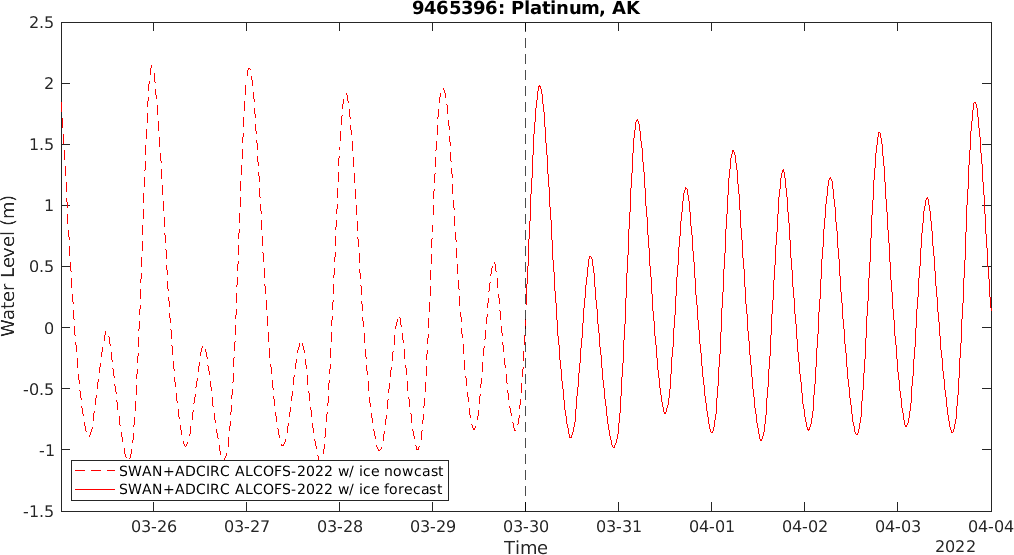 9465396: Platinum, AK
2.5
2
1.5
1
0.5
0
-0.5
-1
-1.5
Water Level (m)
SWAN+ADCIRC ALCOFS-2022 w/ ice nowcast
SWAN+ADCIRC ALCOFS-2022 w/ ice forecast
03-26 03-27 03-28 03-29 03-30 03-31 04-01 04-02 04-03 04-04
Time
2022